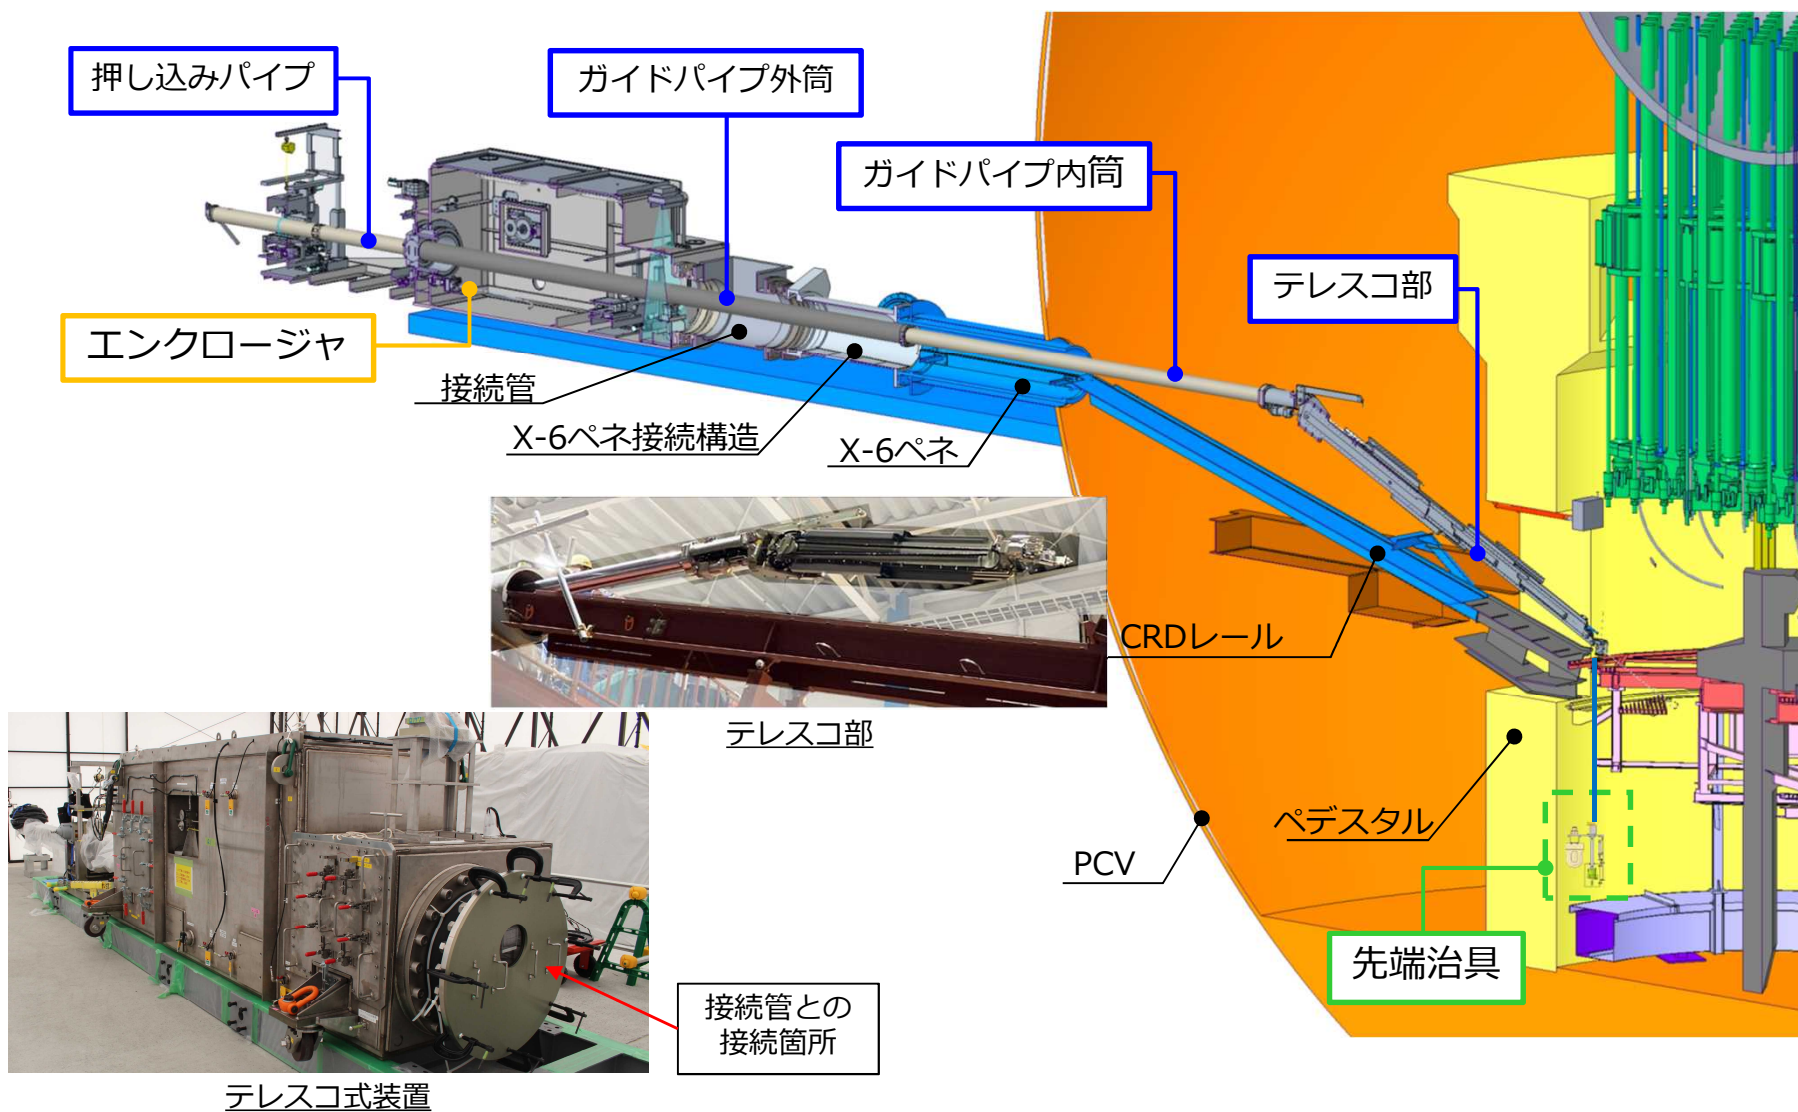 押し込みパイプ
ガイドパイプ外筒
ガイドパイプ内筒
テレスコ部
エンクロージャ
接続管
X-6ペネ接続構造
X-6ペネ
CRDレール
テレスコ部
ペデスタル
PCV
先端治具
接続管との
接続箇所
テレスコ式装置